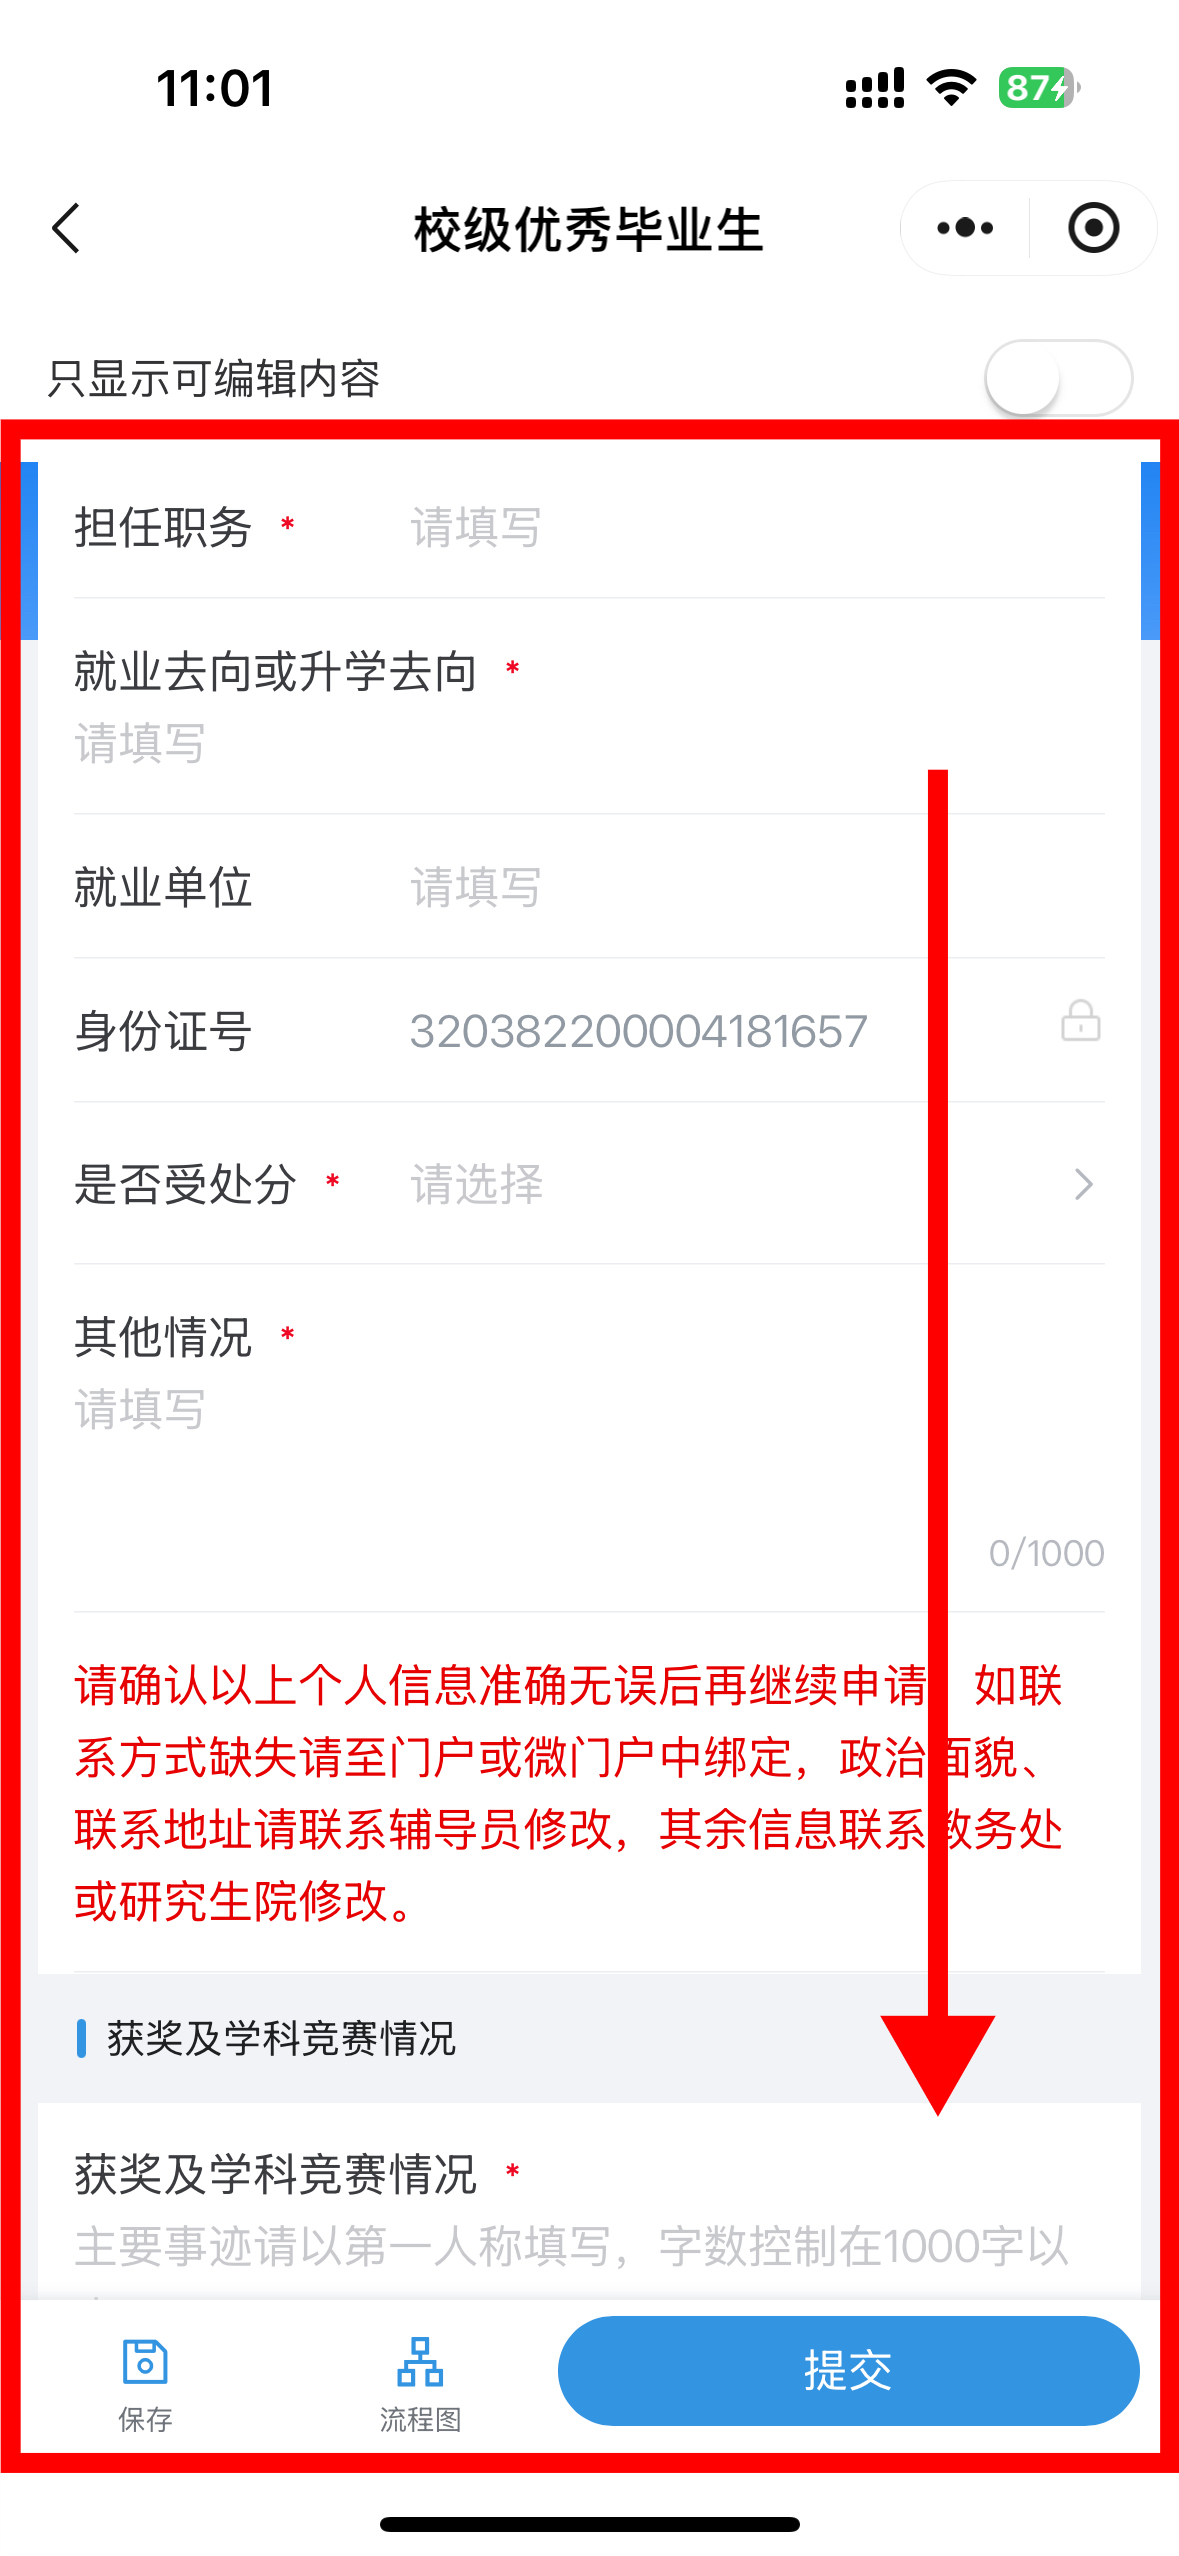 11:01
87
校级优秀毕业生
只显示可编辑内容
担任职务 * 请填写
就业去向或升学去向 *
请填写
就业单位 请填写
身份证号 320382200004181657
是否受处分 * 请选择
其他情况 *
请填写
0/1000
请确认以上个人信息准确无误后再继续申请 如联
系方式缺失请至门户或微门户中绑定，政治面貌、
联系地址请联系辅导员修改，其余信息联系教务处
或研究生院修改。
获奖及学科竞赛情况
获奖及学科竞赛情况 *
主要事迹请以第一人称填写，字数控制在1000字以
保存 流程图 提交